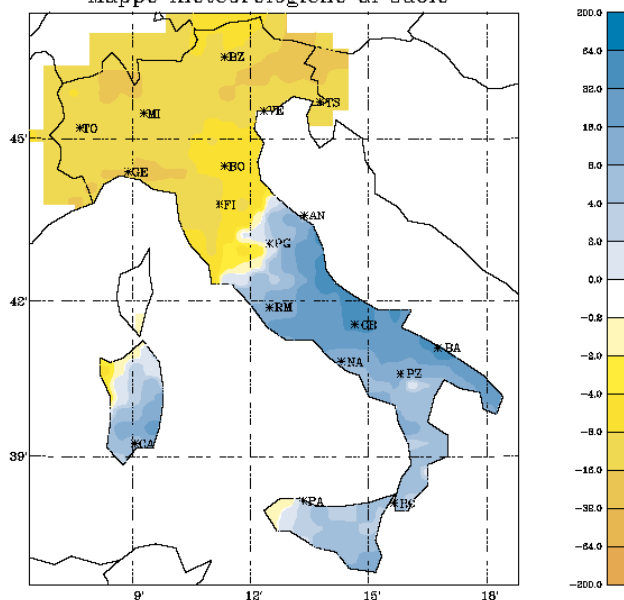 200.0
64.0
32.0
16.0
8.0
4.0
2.0
0.0
-0.8
-2.0
-4.0
-8.0
-16.0
-32.0
-64.0
-200.0
BZ
TS
MI
VE
TO
45'
BO
GE
FI
AN
PG
42'
RM
CB
BA
NA
PZ
CA
39'
PA
RC
9'
12'
15'
18'